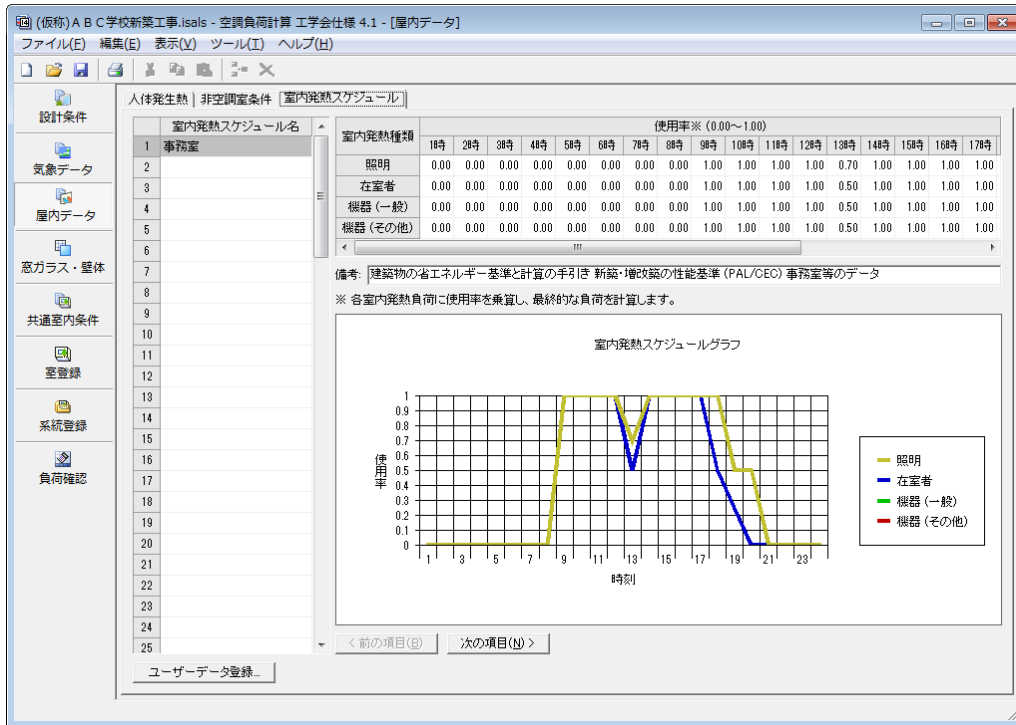 (仮称)ＡＢＣ学校新築工事.isals - 空調負荷計算 工学会仕様 4.1 - [屋内データ]
ファイル(F) 編集(E) 表示(V) ツール(T) ヘルプ(H)
設計条件
気象データ
屋内データ
窓ガラス・壁体
共通室内条件
室登録
系統登録
負荷確認
人体発生熱 非空調室条件 室内発熱スケジュール
室内発熱スケジュール名
1 事務室
2
3
4
5
6
7
8
9
10
11
12
13
14
15
16
17
18
19
20
21
22
23
24
25
ユーザーデータ登録...
室内発熱種類 使用率※ (0.00～1.00)
1時 2時 3時 4時 5時 6時 7時 8時 9時 10時 11時 12時 13時 14時 15時 16時 17時
照明 0.00 0.00 0.00 0.00 0.00 0.00 0.00 0.00 1.00 1.00 1.00 1.00 0.70 1.00 1.00 1.00 1.00
在室者 0.00 0.00 0.00 0.00 0.00 0.00 0.00 0.00 1.00 1.00 1.00 1.00 0.50 1.00 1.00 1.00 1.00
機器 (一般) 0.00 0.00 0.00 0.00 0.00 0.00 0.00 0.00 1.00 1.00 1.00 1.00 0.50 1.00 1.00 1.00 1.00
機器 (その他) 0.00 0.00 0.00 0.00 0.00 0.00 0.00 0.00 1.00 1.00 1.00 1.00 0.50 1.00 1.00 1.00 1.00
備考: 建築物の省エネルギー基準と計算の手引き 新築・増改築の性能基準 (PAL/CEC) 事務室等のデータ
※ 各室内発熱負荷に使用率を乗算し、最終的な負荷を計算します。
室内発熱スケジュールグラフ
使用率
1
0.9
0.8
0.7
0.6
0.5
0.4
0.3
0.2
0.1
0
1 3 5 7 9 11 13 15 17 19 21 23
時刻
照明
在室者
機器 (一般)
機器 (その他)
< 前の項目(B) 次の項目(N) >